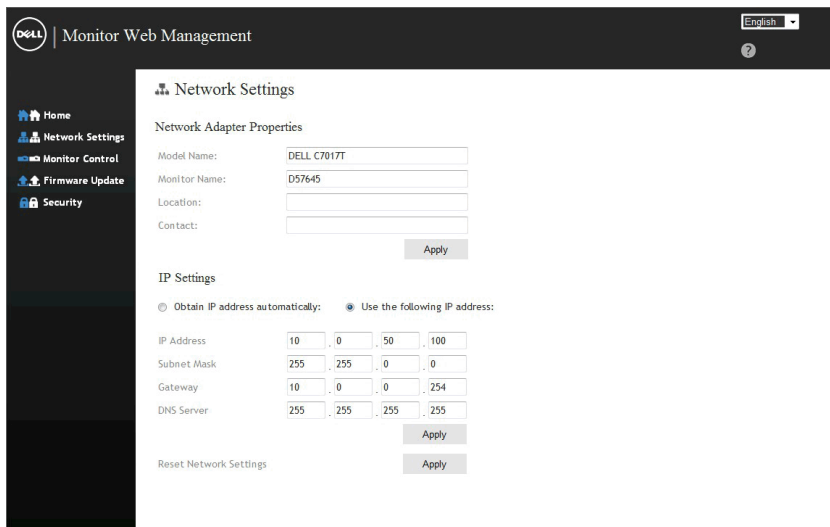 DELL | Monitor Web Management
English
?
Home
Network Settings
Monitor Control
Firmware Update
Security
Network Settings
Network Adapter Properties
Model Name: DELL C7017T
Monitor Name: D57645
Location:
Contact:
Apply
IP Settings
Obtain IP address automatically: Use the following IP address:
IP Address 10 . 0 . 50 . 100
Subnet Mask 255 . 255 . 0 . 0
Gateway 10 . 0 . 0 . 254
DNS Server 255 . 255 . 255 . 255
Apply
Reset Network Settings Apply